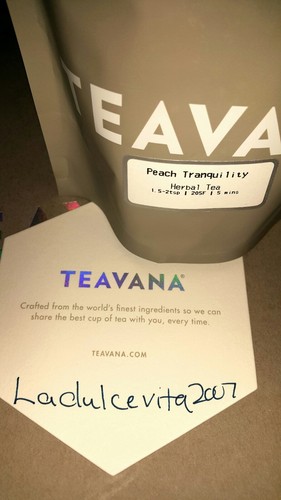 TEAVA
Peach Tranquility
Herbal Tea
1.5-2tsp | 205F | 5 mins
TEAVANA®
Crafted from the world's finest ingredients so we can
share the best cup of tea with you, every time.
TEAVANA.COM
Ladulcevita2007